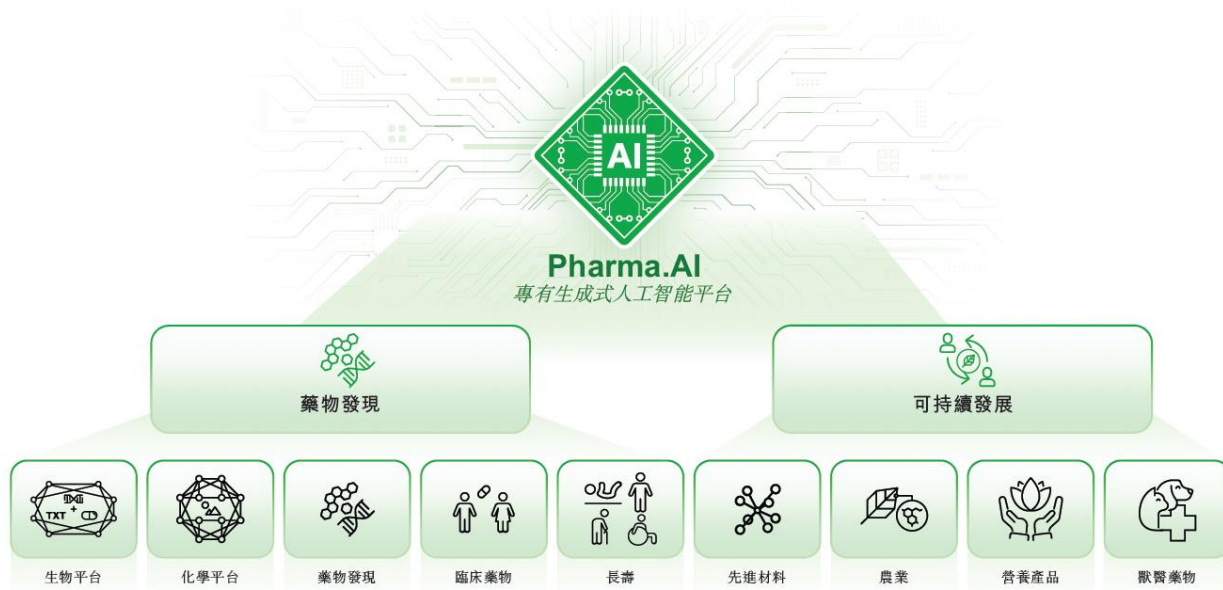 AI
Pharma.AI
專有生成式人工智能平台
藥物發現
可持續發展
TXT +
生物平台
化學平台
藥物發現
臨床藥物
長壽
先進材料
農業
營養產品
獸醫藥物